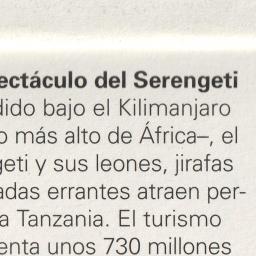 ectáculo del Serengeti
dido bajo el Kilimanjaro
o más alto de África–, el
geti y sus leones, jirafas
adas errantes atraen per-
a Tanzania. El turismo
enta unos 730 millones